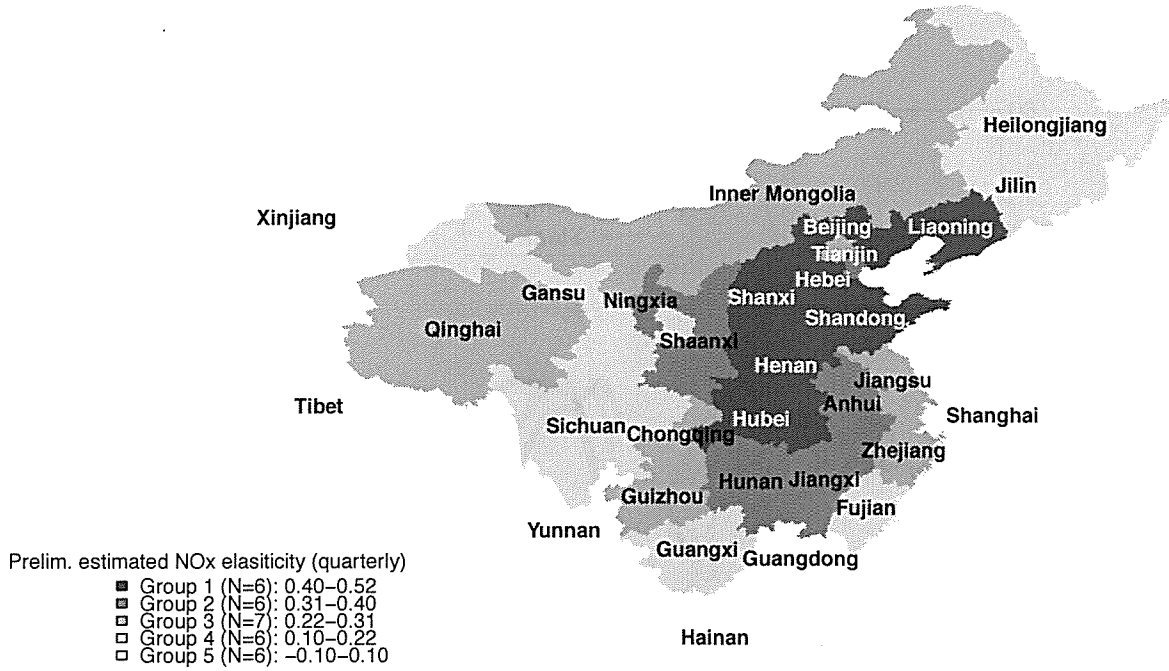 Heilongjiang
Jilin
Inner Mongolia
Xinjiang
Beijing
Liaoning
Tianjin
Hebei
Gansu
Ningxia
Shanxi
Qinghai
Shandong
Shaanxi
Henan
Jiangsu
Tibet
Anhui
Shanghai
Hubei
Sichuan
Chongqing
Zhejiang
Hunan
Jiangxi
Guizhou
Fujian
Yunnan
Guangxi
Guangdong
Hainan
Prelim. estimated NOx elasiticity (quarterly)
Group 1 (N=6): 0.40−0.52
Group 2 (N=6): 0.31−0.40
Group 3 (N=7): 0.22−0.31
Group 4 (N=6): 0.10−0.22
Group 5 (N=6): −0.10−0.10